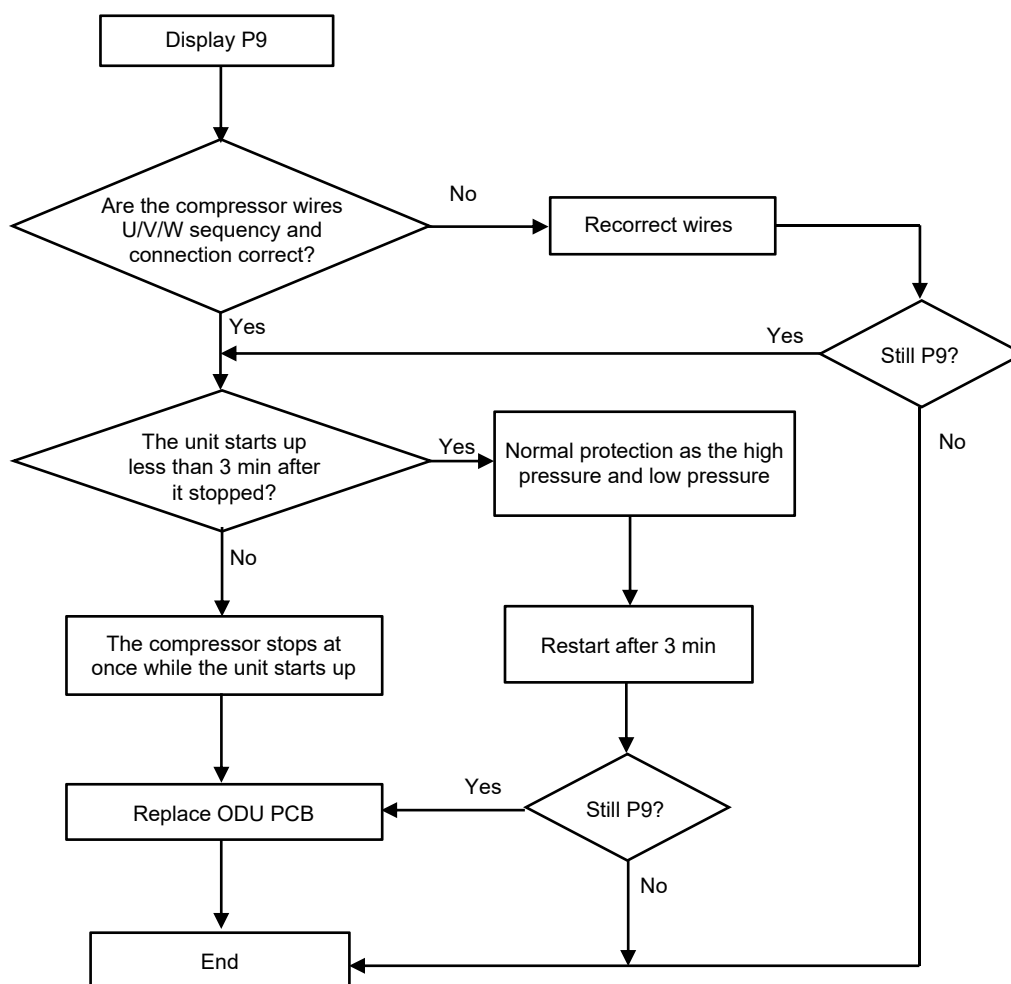 Display P9
Are the compressor wires
U/V/W sequency and
connection correct?
No
Recorrect wires
Yes
Yes
Still P9?
No
The unit starts up
less than 3 min after
it stopped?
Yes
Normal protection as the high
pressure and low pressure
No
The compressor stops at
once while the unit starts up
Restart after 3 min
Yes
Replace ODU PCB
Still P9?
No
End